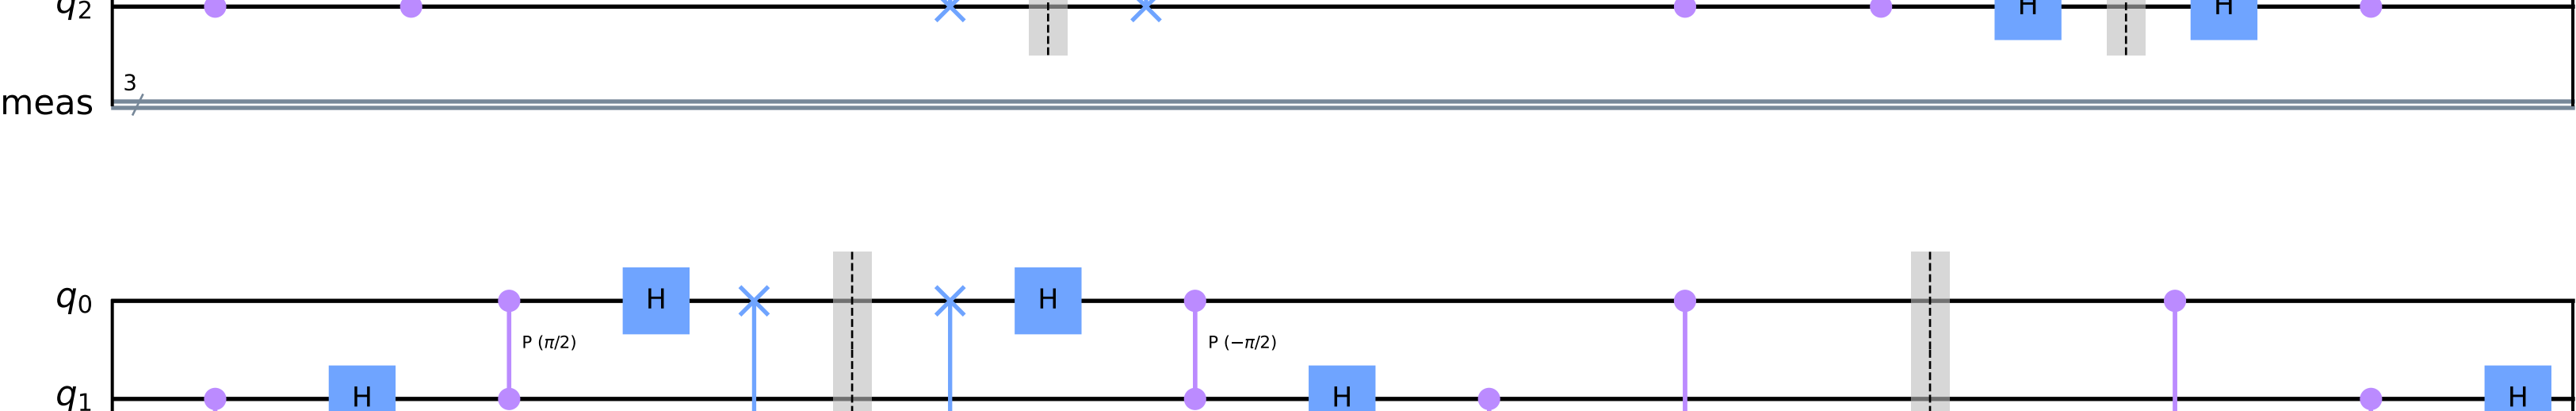 q2 H H
3
meas
q0 H H
P (π/2) P (−π/2)
q1 H H H